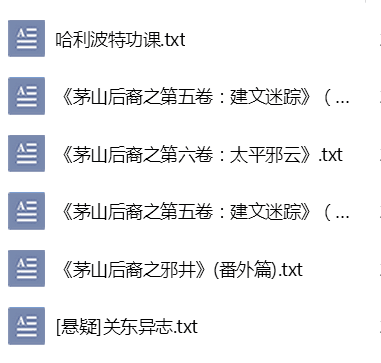 哈利波特功课.txt
《茅山后裔之第五卷：建文迷踪》（...
《茅山后裔之第六卷：太平邪云》.txt
《茅山后裔之第五卷：建文迷踪》（...
《茅山后裔之邪井》(番外篇).txt
[悬疑]关东异志.txt